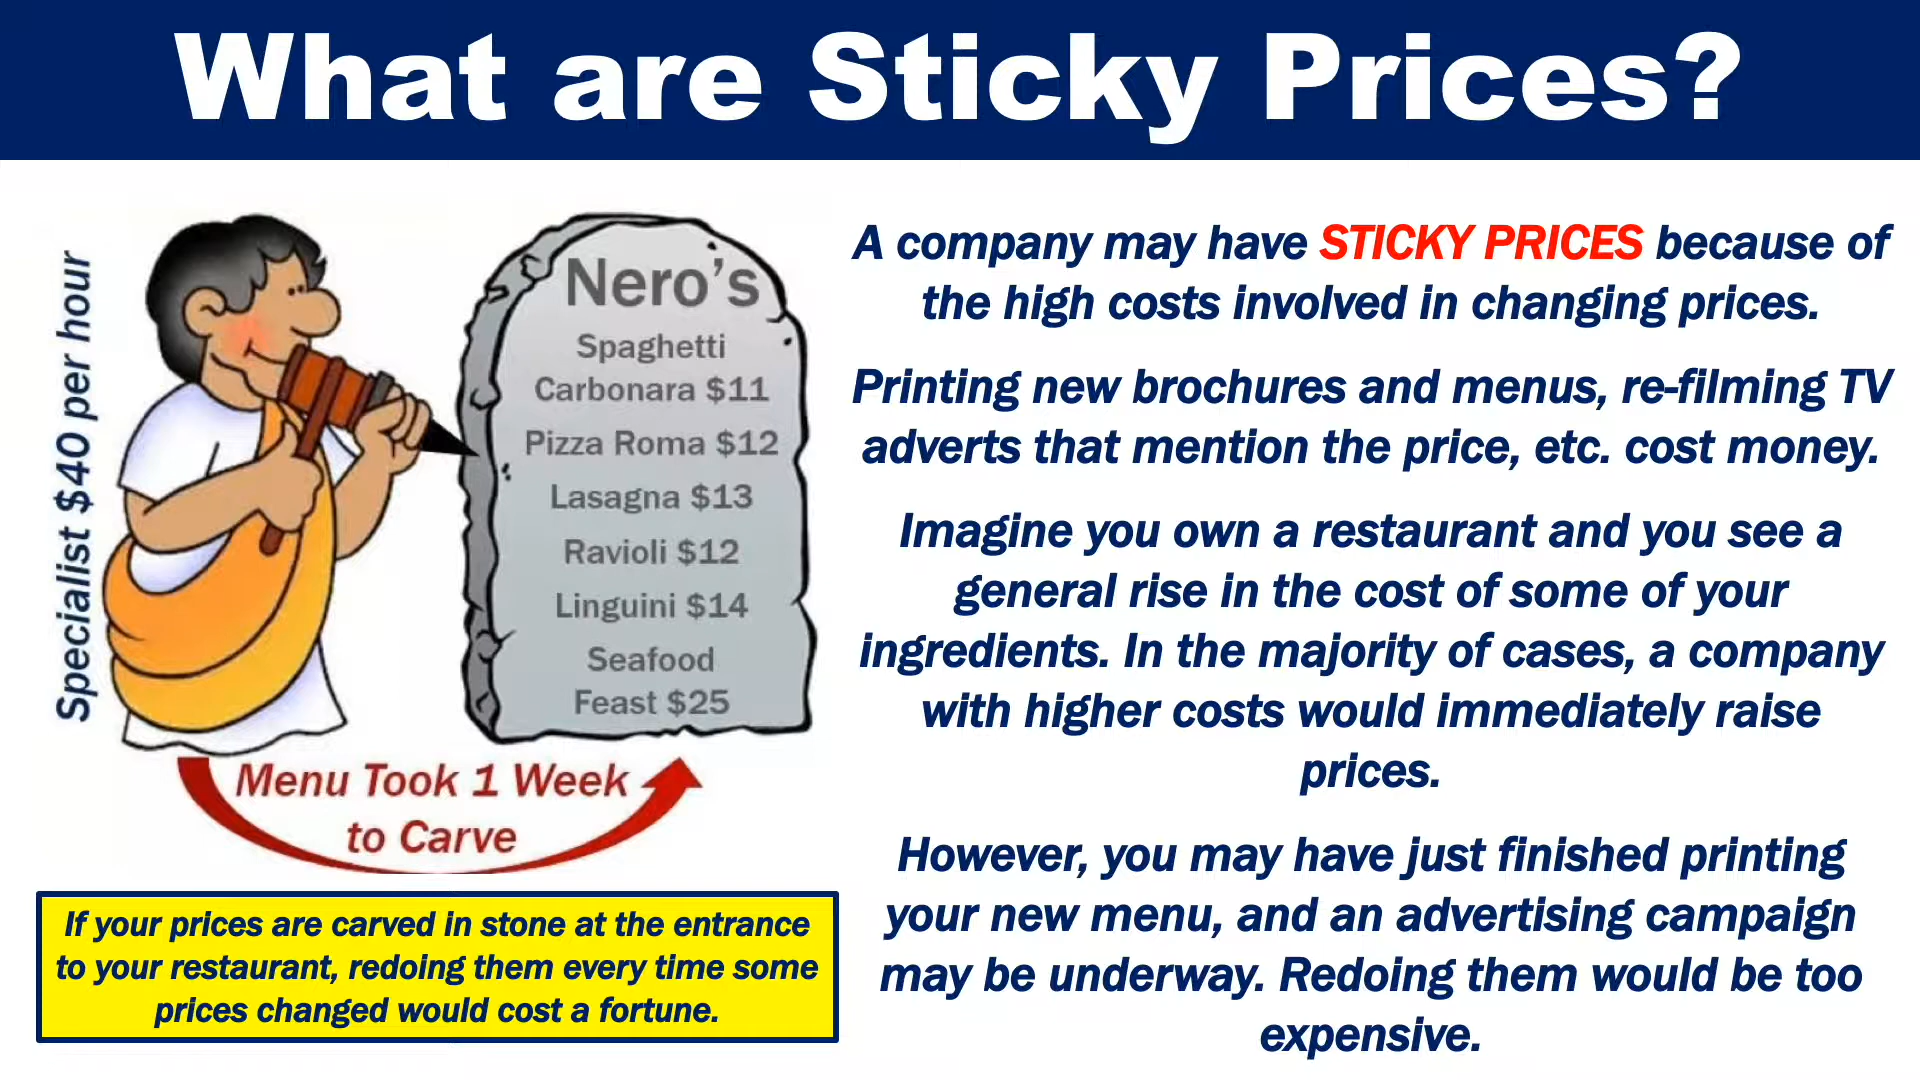 What are Sticky Prices?
Specialist $40 per hour
Nero's
Spaghetti
Carbonara $11
Pizza Roma $12
Lasagna $13
Ravioli $12
Linguini $14
Seafood
Feast $25
Menu Took 1 Week
to Carve
If your prices are carved in stone at the entrance
to your restaurant, redoing them every time some
prices changed would cost a fortune.
A company may have STICKY PRICES because of
the high costs involved in changing prices.
Printing new brochures and menus, re-filming TV
adverts that mention the price, etc. cost money.
Imagine you own a restaurant and you see a
general rise in the cost of some of your
ingredients. In the majority of cases, a company
with higher costs would immediately raise
prices.
However, you may have just finished printing
your new menu, and an advertising campaign
may be underway. Redoing them would be too
expensive.